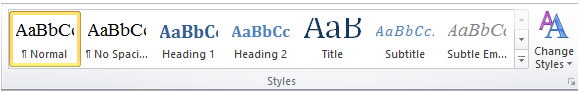 AaBbCc AaBbCc AaBbCc AaBbCc AaB AaBbCc AaBbCc
¶ Normal ¶ No Spaci... Heading 1 Heading 2 Title Subtitle Subtle Em...
Change
Styles
Styles